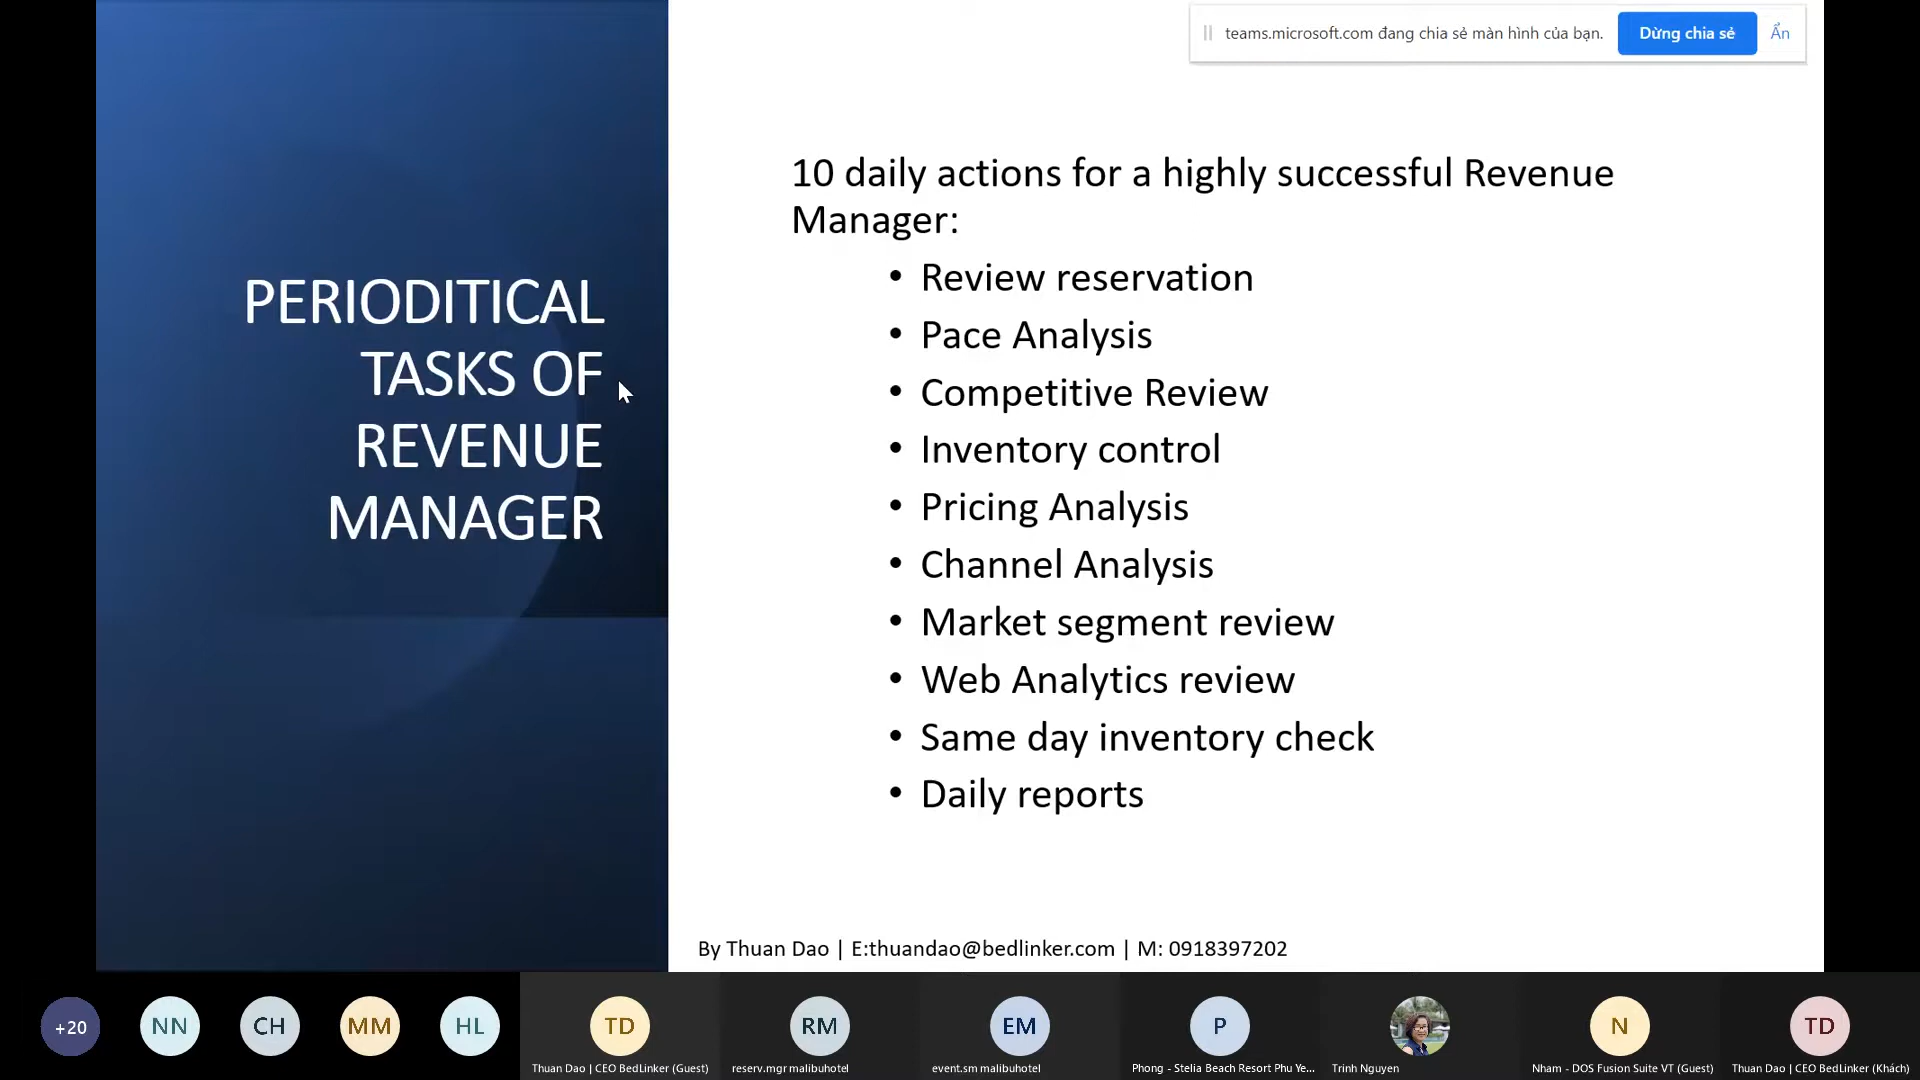 teams.microsoft.com đang chia sẻ màn hình của bạn.
Dừng chia sẻ
Ẩn
PERIODITICAL
TASKS OF
REVENUE
MANAGER
10 daily actions for a highly successful Revenue
Manager:
• Review reservation
• Pace Analysis
• Competitive Review
• Inventory control
• Pricing Analysis
• Channel Analysis
• Market segment review
• Web Analytics review
• Same day inventory check
• Daily reports
By Thuan Dao | E:thuandao@bedlinker.com | M: 0918397202
+20
NN
CH
MM
HL
TD
RM
EM
P
N
TD
Thuan Dao | CEO BedLinker (Guest)
reserv.mgr malibuhotel
event.sm malibuhotel
Phong - Stelia Beach Resort Phu Ye...
Trinh Nguyen
Nham - DOS Fusion Suite VT (Guest)
Thuan Dao | CEO BedLinker (Khách)